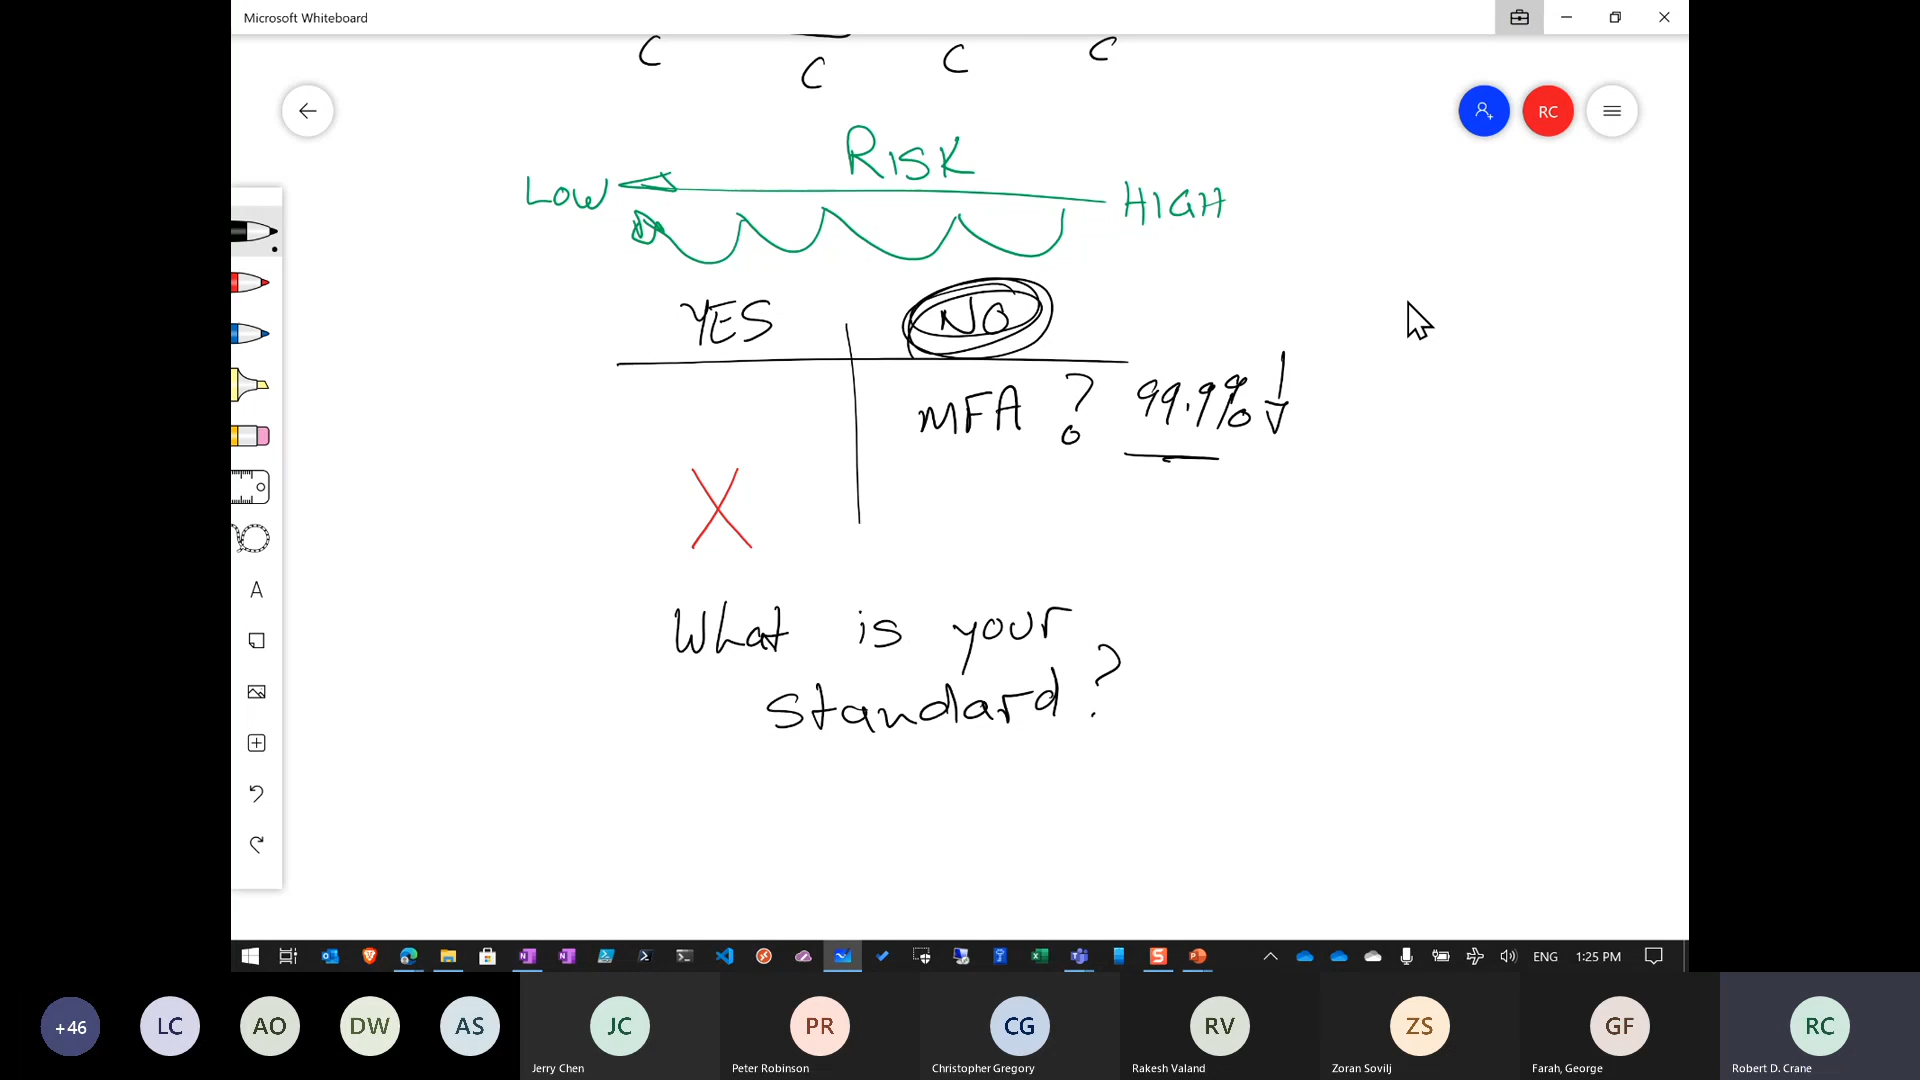 Microsoft Whiteboard
C C C C
RISK
LOW HIGH
RC
YES NO
MFA ? 99.9%
X
What is your
standard?
A
ENG 1:25 PM
+46 LC AO DW AS JC PR CG RV ZS GF RC
Jerry Chen Peter Robinson Christopher Gregory Rakesh Valand Zoran Sovilj Farah, George Robert D. Crane